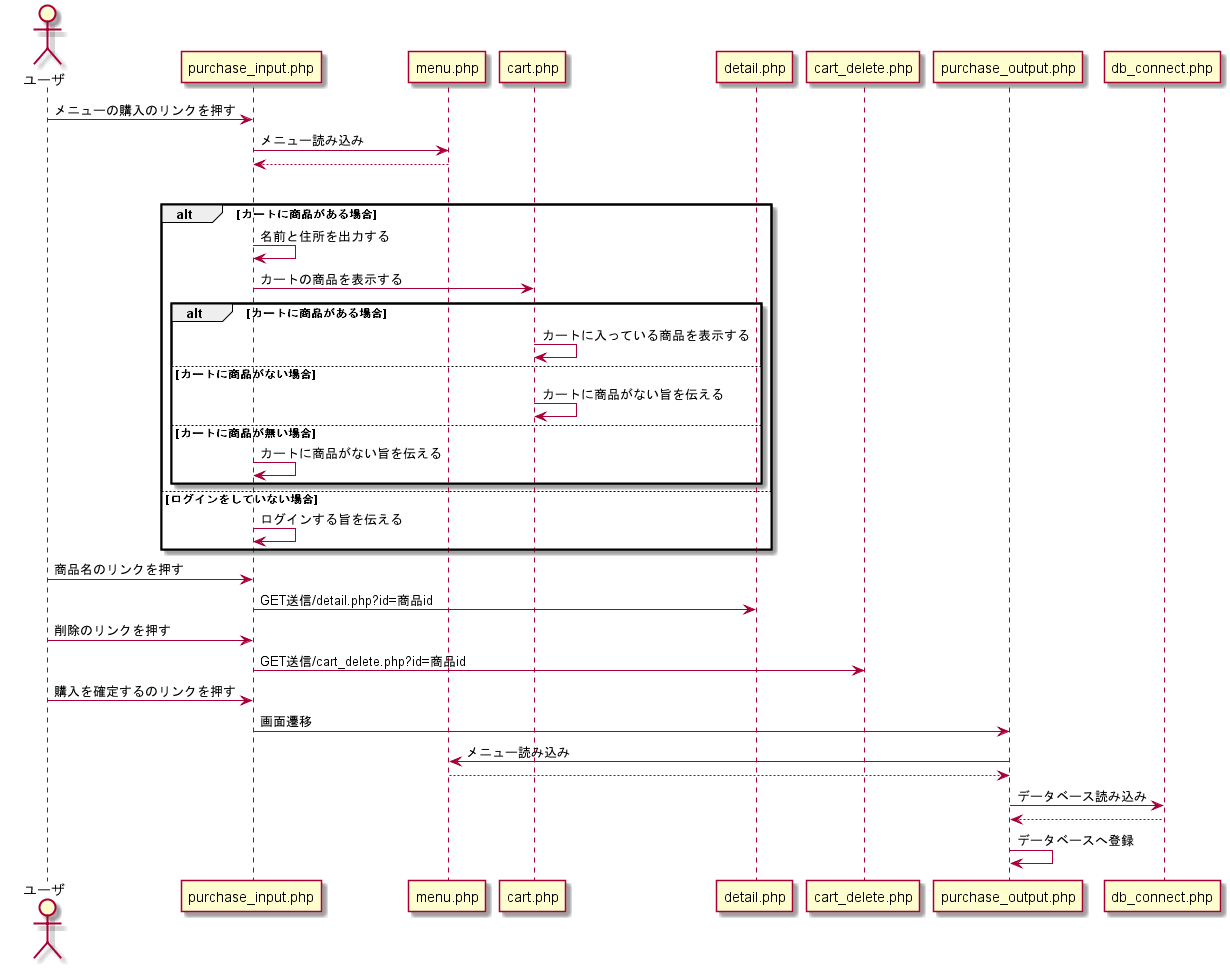 ユーザ
purchase_input.php
menu.php
cart.php
detail.php
cart_delete.php
purchase_output.php
db_connect.php
メニューの購入のリンクを押す
メニュー読み込み
alt
[カートに商品がある場合]
名前と住所を出力する
カートの商品を表示する
alt
[カートに商品がある場合]
カートに入っている商品を表示する
[カートに商品がない場合]
カートに商品がない旨を伝える
[カートに商品が無い場合]
カートに商品がない旨を伝える
[ログインをしていない場合]
ログインする旨を伝える
商品名のリンクを押す
GET送信/detail.php?id=商品id
削除のリンクを押す
GET送信/cart_delete.php?id=商品id
購入を確定するのリンクを押す
画面遷移
メニュー読み込み
データベース読み込み
データベースへ登録
ユーザ
purchase_input.php
menu.php
cart.php
detail.php
cart_delete.php
purchase_output.php
db_connect.php